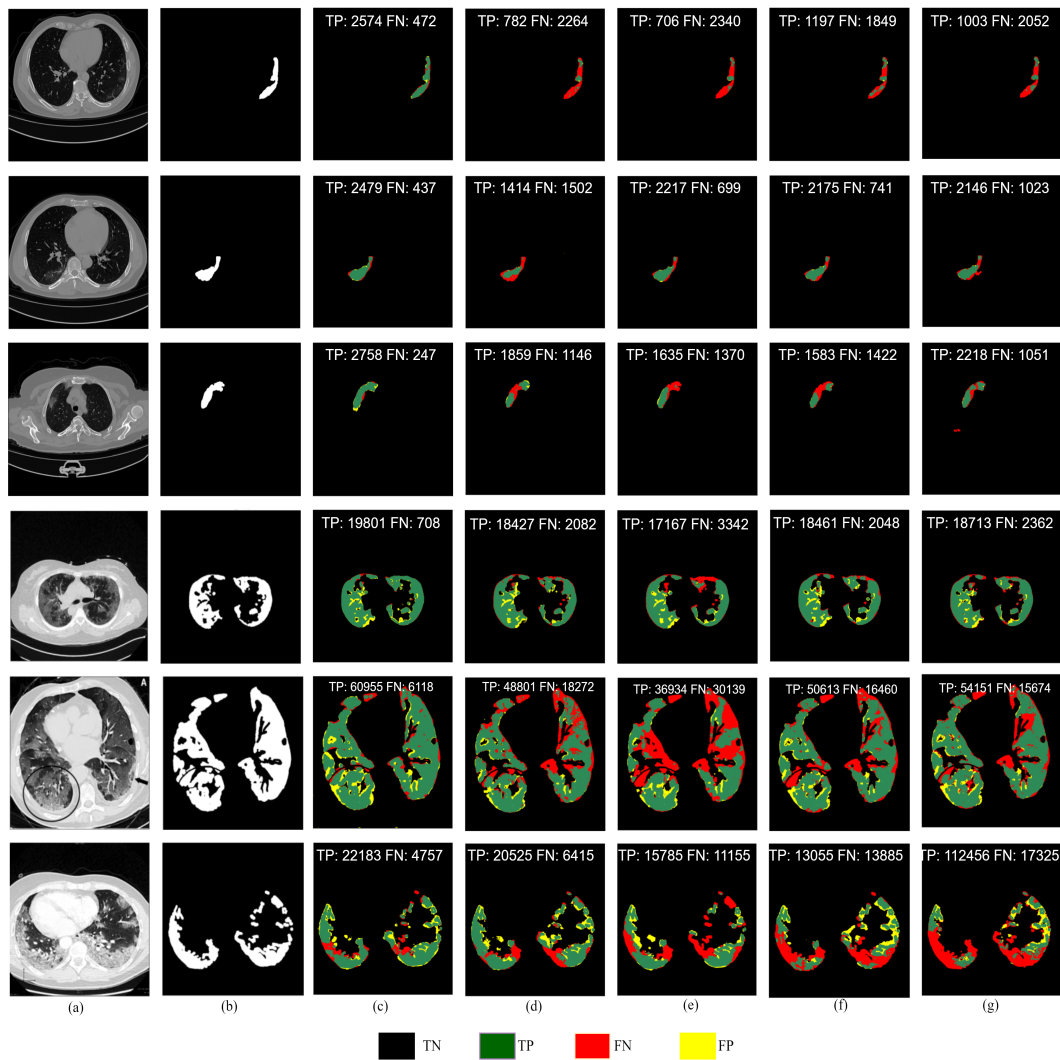 TP: 2574 FN: 472
TP: 782 FN: 2264
TP: 706 FN: 2340
TP: 1197 FN: 1849
TP: 1003 FN: 2052
TP: 2479 FN: 437
TP: 1414 FN: 1502
TP: 2217 FN: 699
TP: 2175 FN: 741
TP: 2146 FN: 1023
TP: 2758 FN: 247
TP: 1859 FN: 1146
TP: 1635 FN: 1370
TP: 1583 FN: 1422
TP: 2218 FN: 1051
TP: 19801 FN: 708
TP: 18427 FN: 2082
TP: 17167 FN: 3342
TP: 18461 FN: 2048
TP: 18713 FN: 2362
A
TP: 60955 FN: 6118
TP: 48801 FN: 18272
TP: 36934 FN: 30139
TP: 50613 FN: 16460
TP: 54151 FN: 15674
TP: 22183 FN: 4757
TP: 20525 FN: 6415
TP: 15785 FN: 11155
TP: 13055 FN: 13885
TP: 112456 FN: 17325
(a) (b) (c) (d) (e) (f) (g)
TN TP FN FP